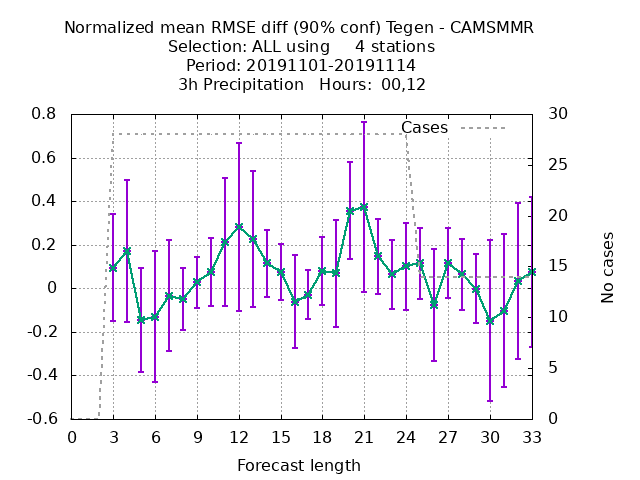 Normalized mean RMSE diff (90% conf) Tegen - CAMSMMR
Selection: ALL using     4 stations
Period: 20191101-20191114
3h Precipitation   Hours: 00,12
Cases
0.8
0.6
0.4
0.2
0
-0.2
-0.4
-0.6
30
25
20
15
10
5
0
No cases
0 3 6 9 12 15 18 21 24 27 30 33
Forecast length